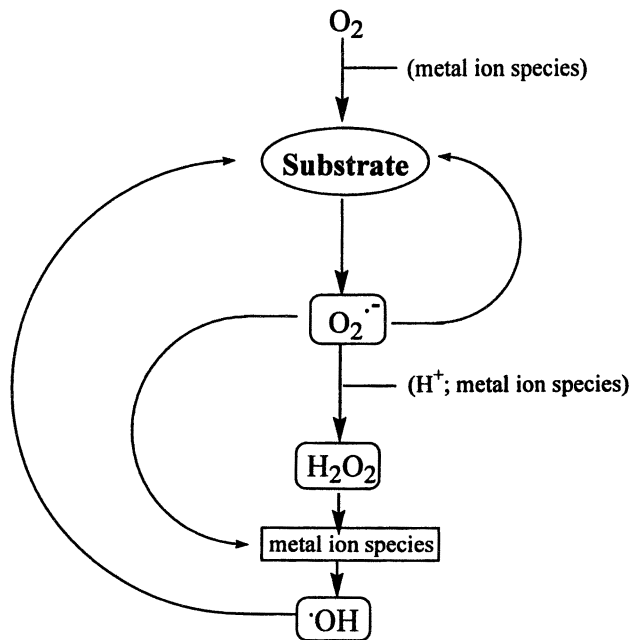 O₂
(metal ion species)
Substrate
O₂·⁻
(H⁺; metal ion species)
H₂O₂
metal ion species
·OH